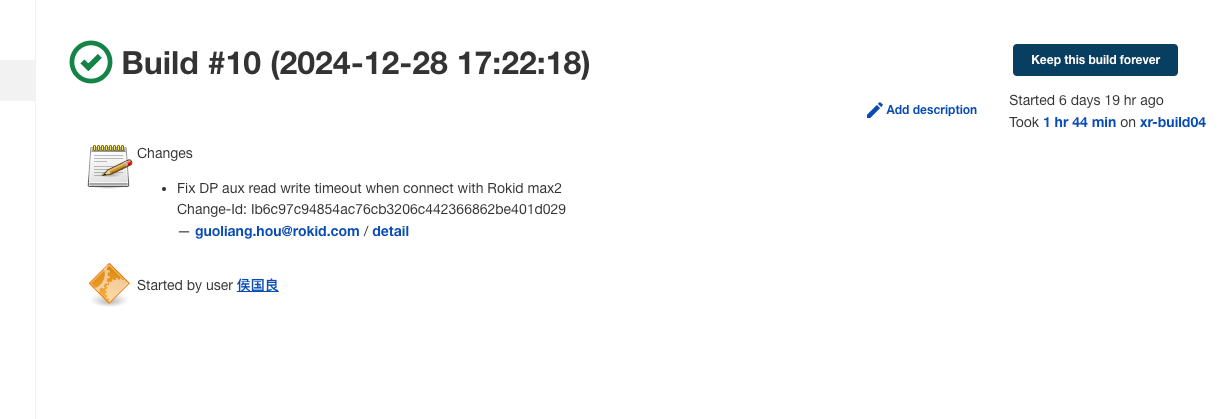 Build #10 (2024-12-28 17:22:18)
Keep this build forever
Add description
Started 6 days 19 hr ago
Took 1 hr 44 min on xr-build04
Changes
• Fix DP aux read write timeout when connect with Rokid max2
Change-Id: Ib6c97c94854ac76cb3206c442366862be401d029
— guoliang.hou@rokid.com / detail
Started by user 侯国良